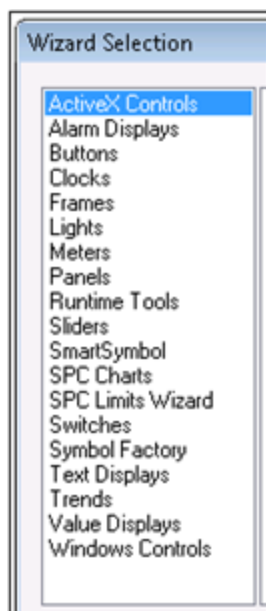 Wizard Selection
ActiveX Controls
Alarm Displays
Buttons
Clocks
Frames
Lights
Meters
Panels
Runtime Tools
Sliders
SmartSymbol
SPC Charts
SPC Limits Wizard
Switches
Symbol Factory
Text Displays
Trends
Value Displays
Windows Controls